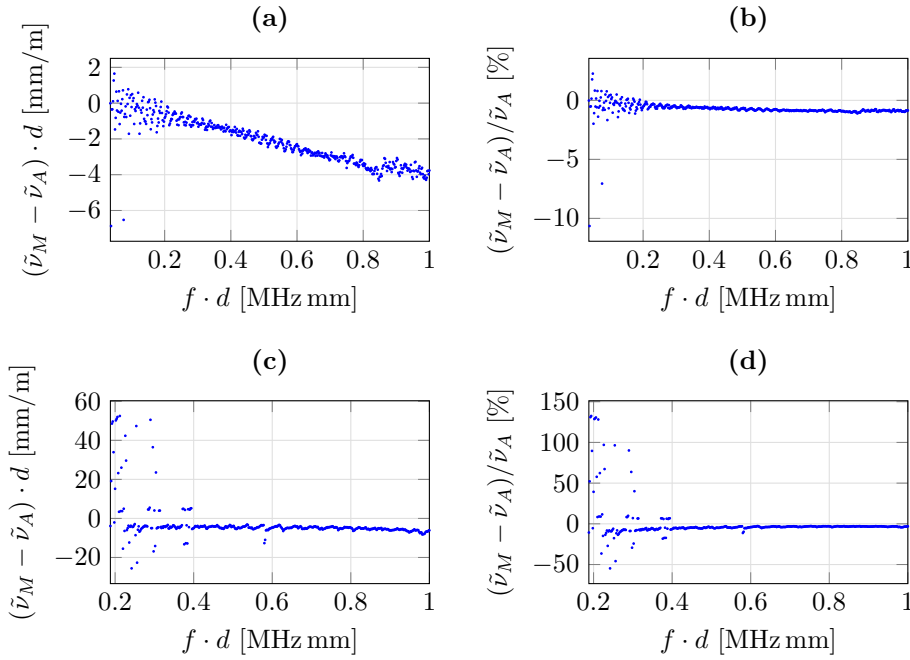 (a)
(ν̃_M − ν̃_A) · d [mm/m]
2
0
−2
−4
−6
0.2 0.4 0.6 0.8 1
f · d [MHz mm]
(b)
(ν̃_M − ν̃_A)/ν̃_A [%]
0
−5
−10
0.2 0.4 0.6 0.8 1
f · d [MHz mm]
(c)
(ν̃_M − ν̃_A) · d [mm/m]
60
40
20
0
−20
0.2 0.4 0.6 0.8 1
f · d [MHz mm]
(d)
(ν̃_M − ν̃_A)/ν̃_A [%]
150
100
50
0
−50
0.2 0.4 0.6 0.8 1
f · d [MHz mm]